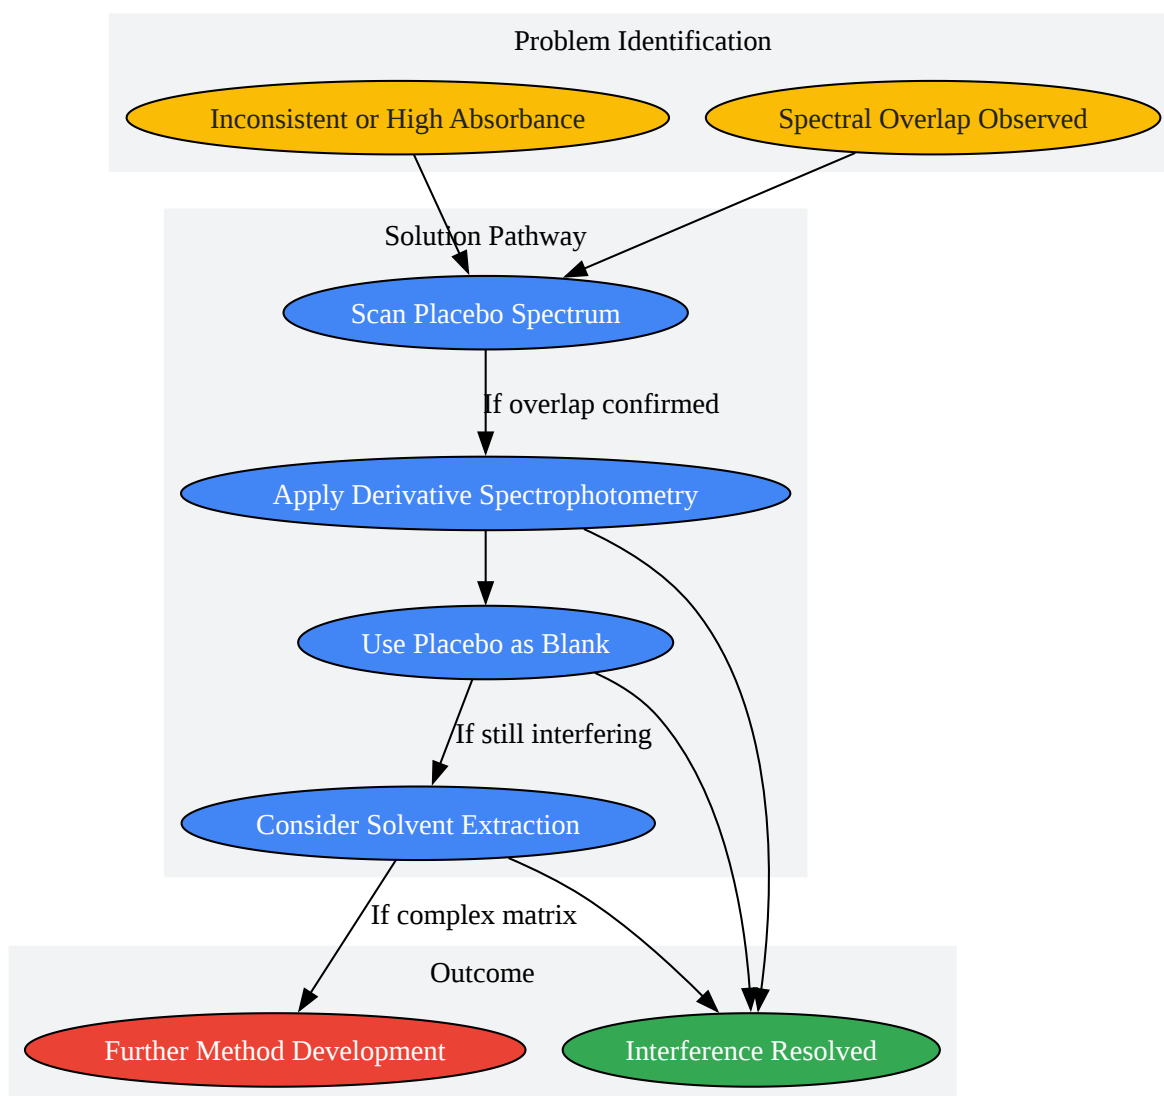 Problem Identification
Inconsistent or High Absorbance
Spectral Overlap Observed
Solution Pathway
Scan Placebo Spectrum
If overlap confirmed
Apply Derivative Spectrophotometry
Use Placebo as Blank
If still interfering
Consider Solvent Extraction
If complex matrix
Outcome
Further Method Development
Interference Resolved